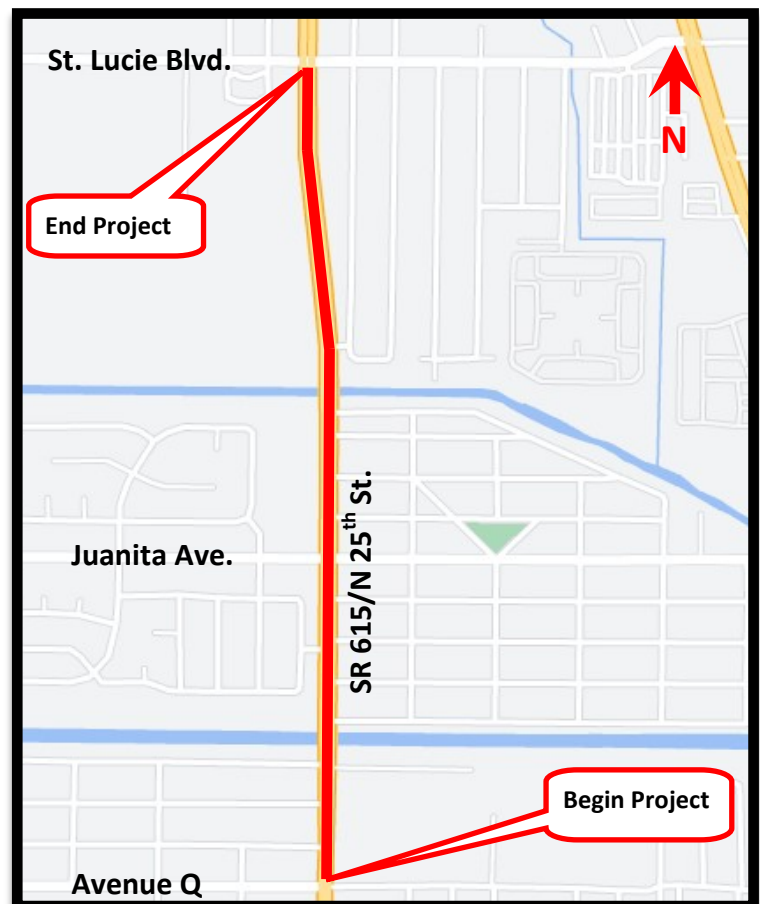 St. Lucie Blvd.
N
End Project
SR 615/N 25th St.
Juanita Ave.
Begin Project
Avenue Q